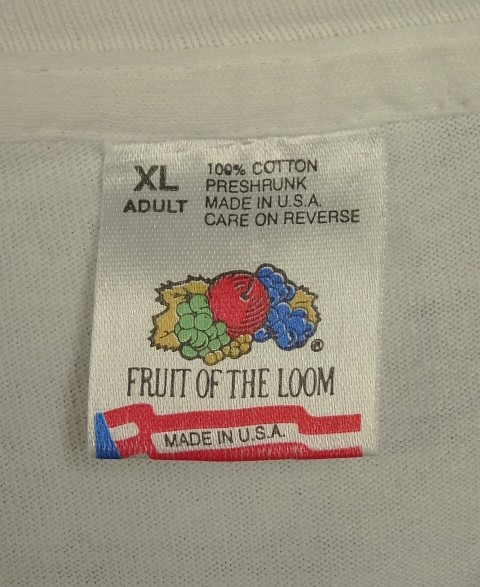 XL
ADULT
100% COTTON
PRESHRUNK
MADE IN U.S.A.
CARE ON REVERSE
®
FRUIT OF THE LOOM
MADE IN U.S.A.